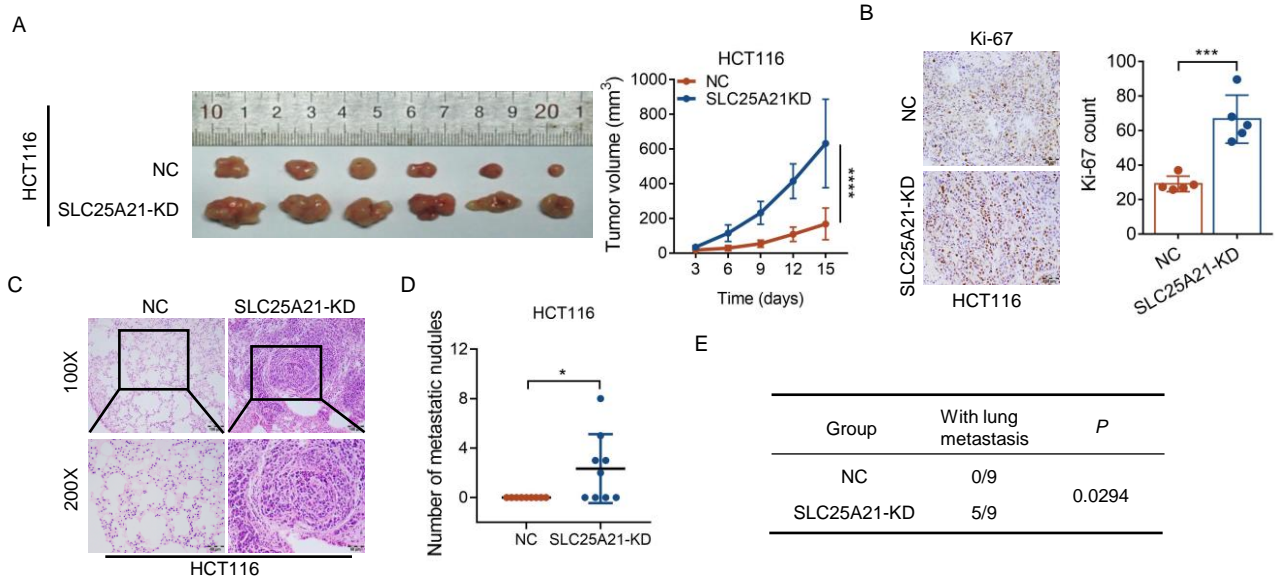 A
HCT116
NC
SLC25A21-KD
10 1 2 3 4 5 6 7 8 9 20 1
HCT116
NC
SLC25A21KD
Tumor volume (mm³)
1000
800
600
400
200
0
3 6 9 12 15
Time (days)
****
B
Ki-67
NC
SLC25A21-KD
HCT116
Ki-67 count
100
80
60
40
20
0
***
NC
SLC25A21-KD
C
NC SLC25A21-KD
100X
200X
HCT116
D
HCT116
Number of metastatic nudules
12
8
4
0
*
NC SLC25A21-KD
E
Group With lung metastasis P
NC 0/9
0.0294
SLC25A21-KD 5/9